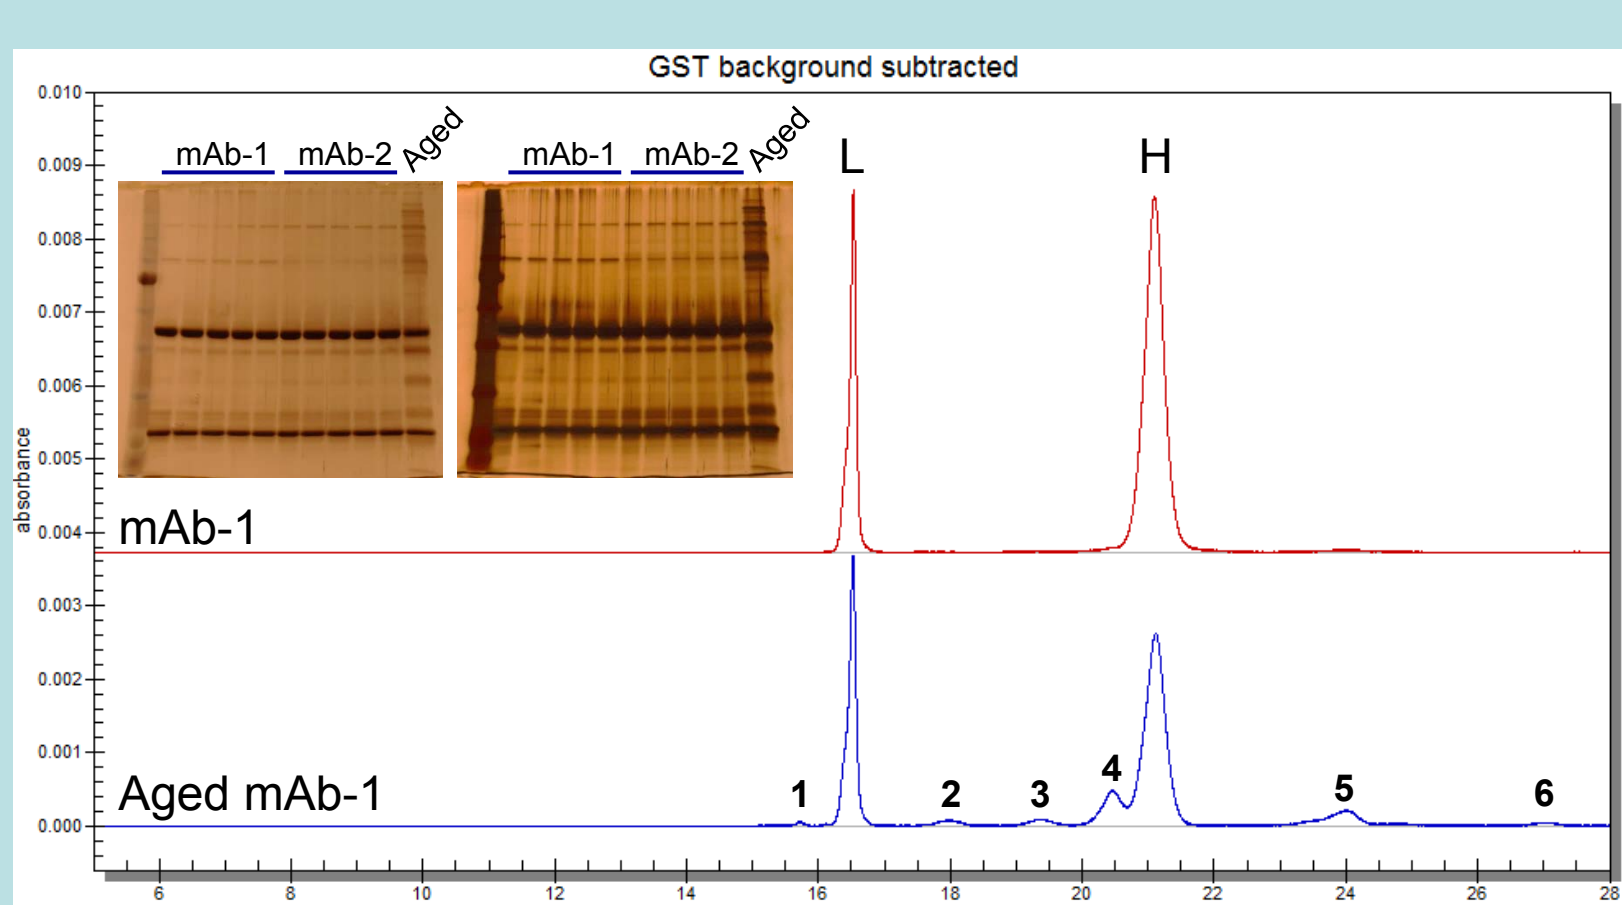 GST background subtracted
0.010
0.009
0.008
0.007
0.006
0.005
0.004
0.003
0.002
0.001
0.000
absorbance
mAb-1 mAb-2 Aged
mAb-1 mAb-2 Aged
L
H
mAb-1
Aged mAb-1
1 2 3 4 5 6
6 8 10 12 14 16 18 20 22 24 26 28